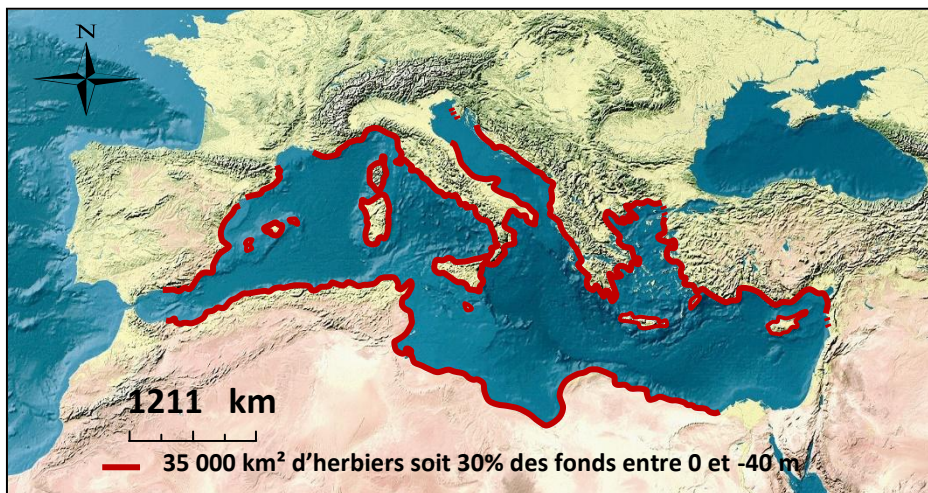 N
1211 km
35 000 km² d’herbiers soit 30% des fonds entre 0 et -40 m